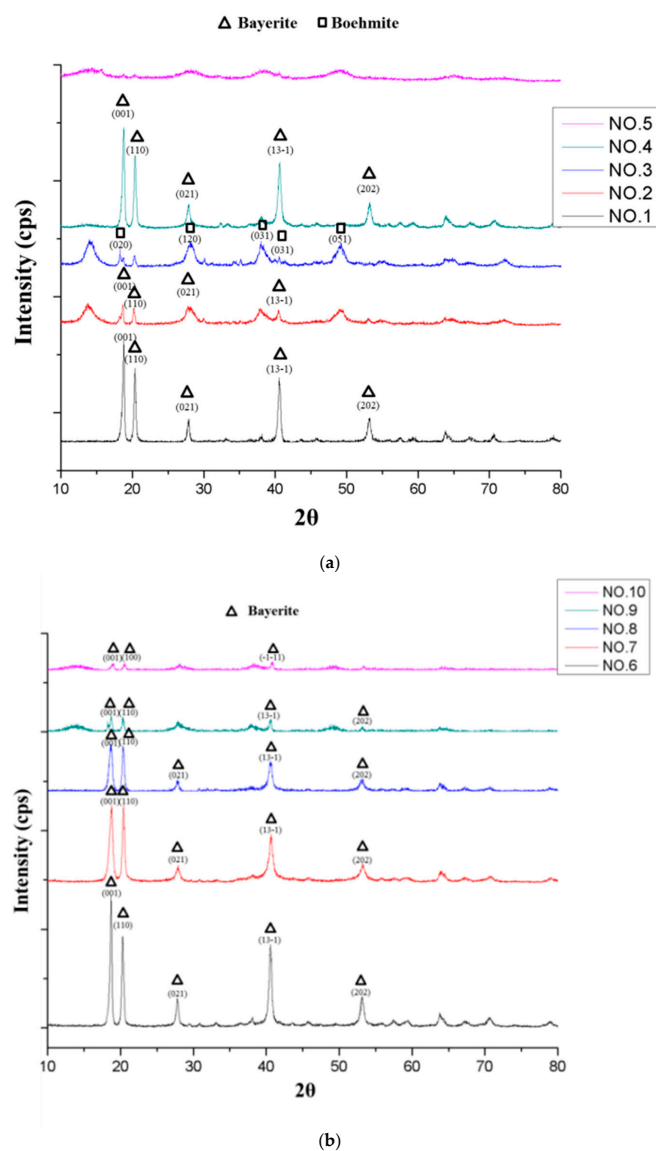 △ Bayerite □ Boehmite
NO.5
NO.4
NO.3
NO.2
NO.1
(001)
(110)
(13-1)
(021)
(202)
(020)
(120)
(031)
(031)
(051)
(001)
(110)
(021)
(13-1)
(001)
(110)
(021)
(13-1)
(202)
Intensity (cps)
10 20 30 40 50 60 70 80
2θ
(a)
△ Bayerite
NO.10
NO.9
NO.8
NO.7
NO.6
(001) (100)
(-1-11)
(001) (110)
(13-1)
(202)
(001) (110)
(021)
(13-1)
(202)
(001) (110)
(021)
(13-1)
(202)
(001)
(110)
(021)
(13-1)
(202)
Intensity (cps)
10 20 30 40 50 60 70 80
2θ
(b)